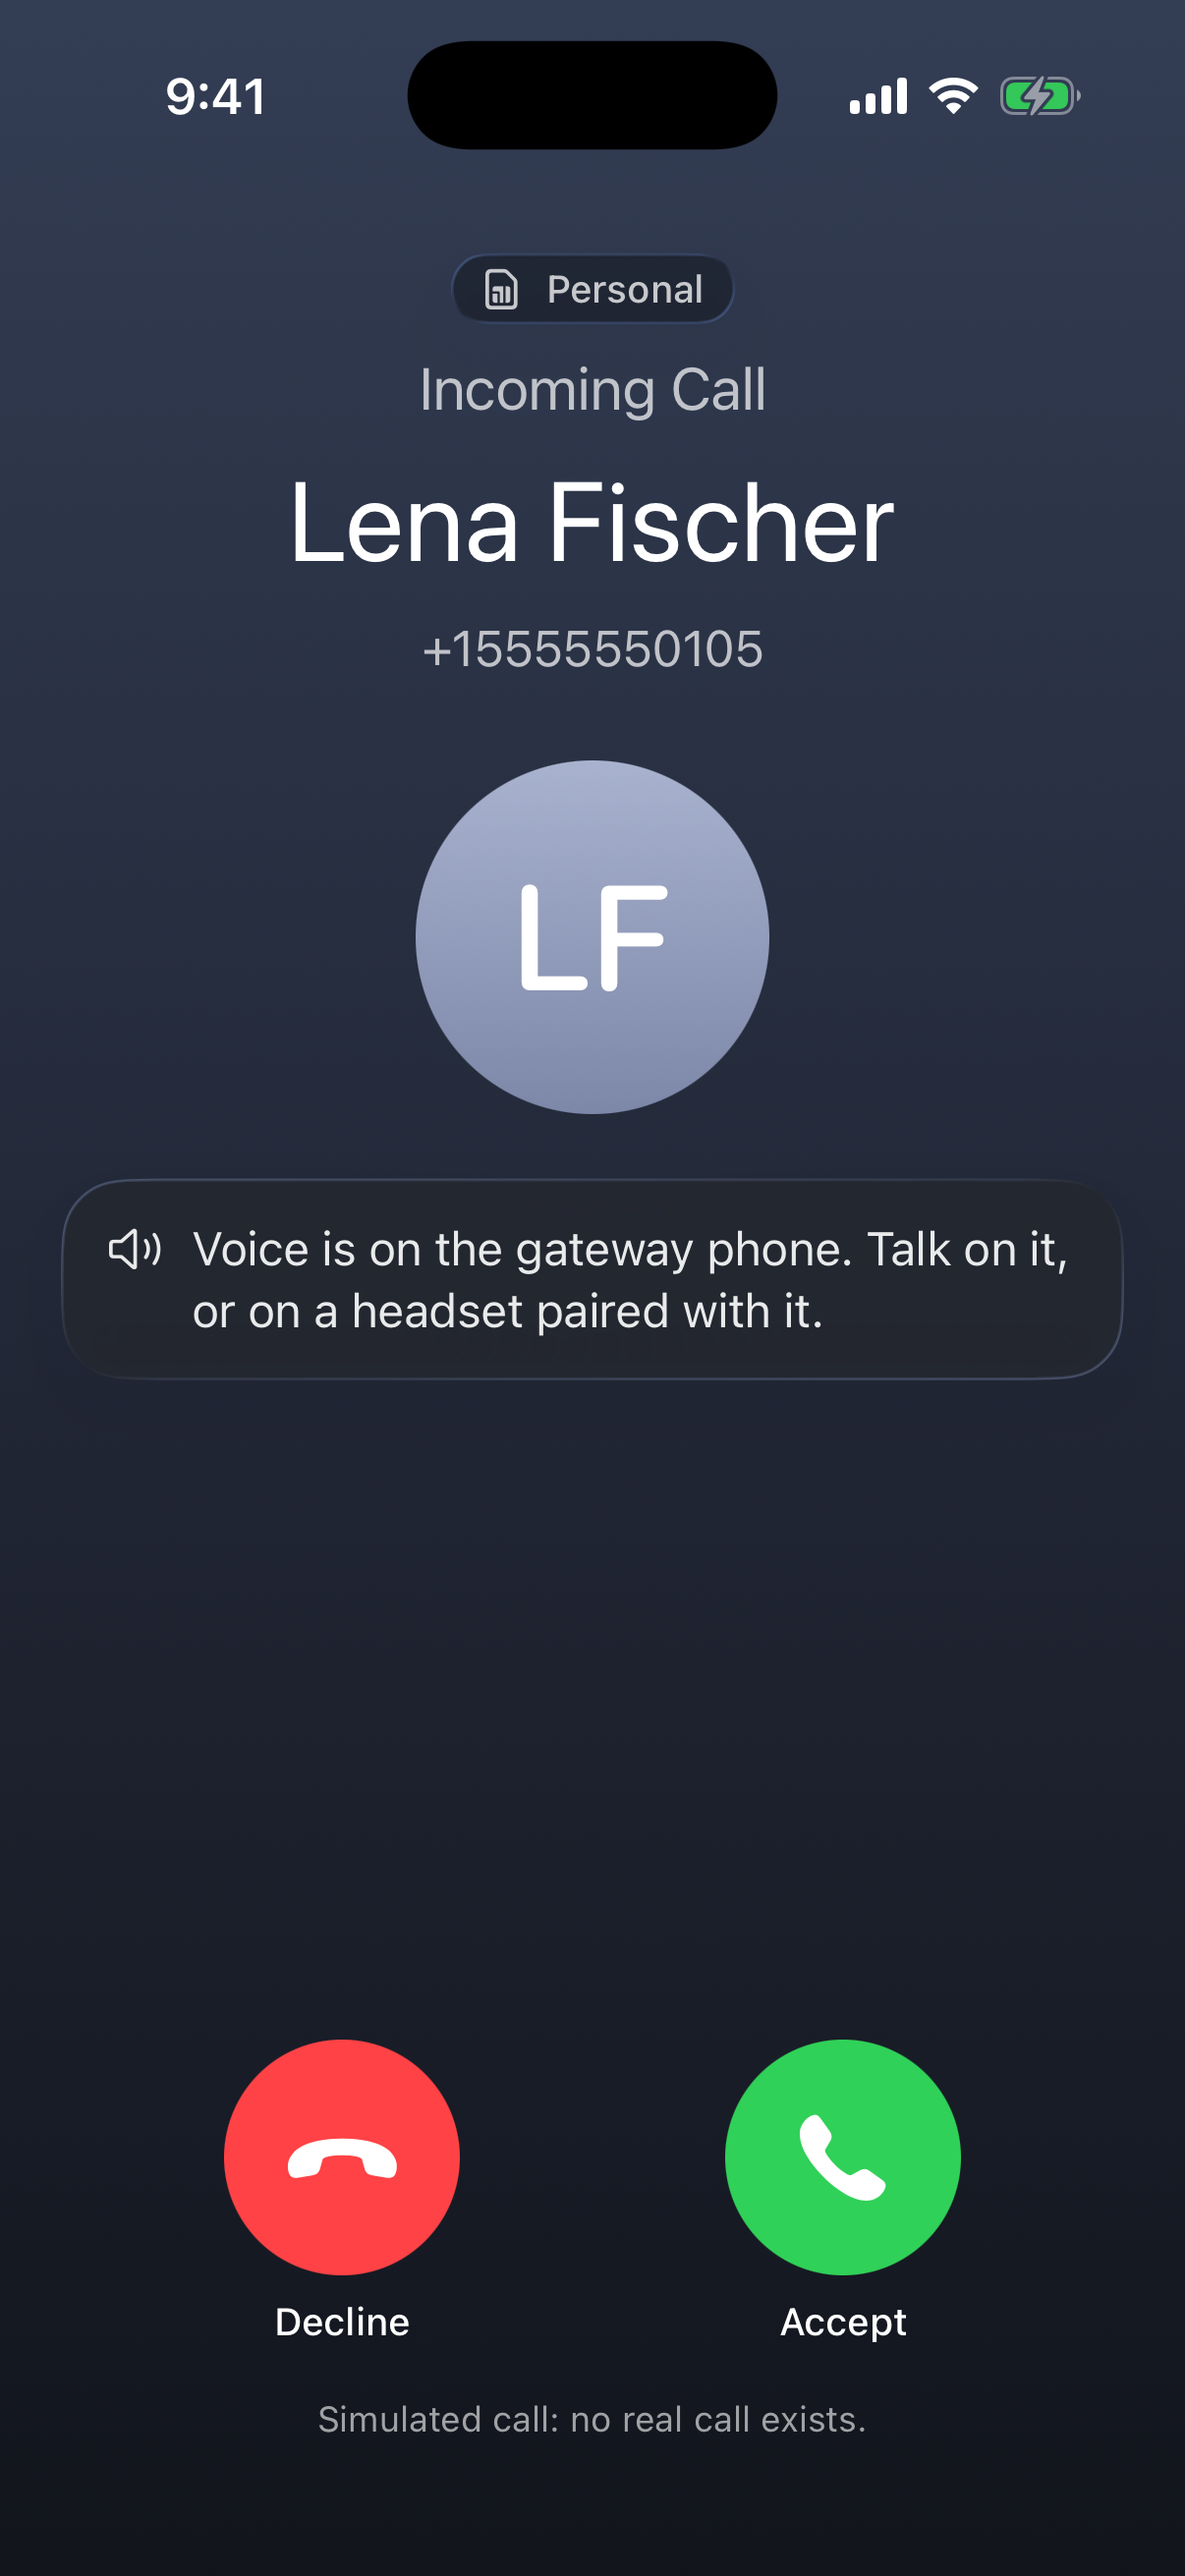 9:41
Personal
Incoming Call
Lena Fischer
+15555550105
LF
Voice is on the gateway phone. Talk on it,
or on a headset paired with it.
Decline
Accept
Simulated call: no real call exists.